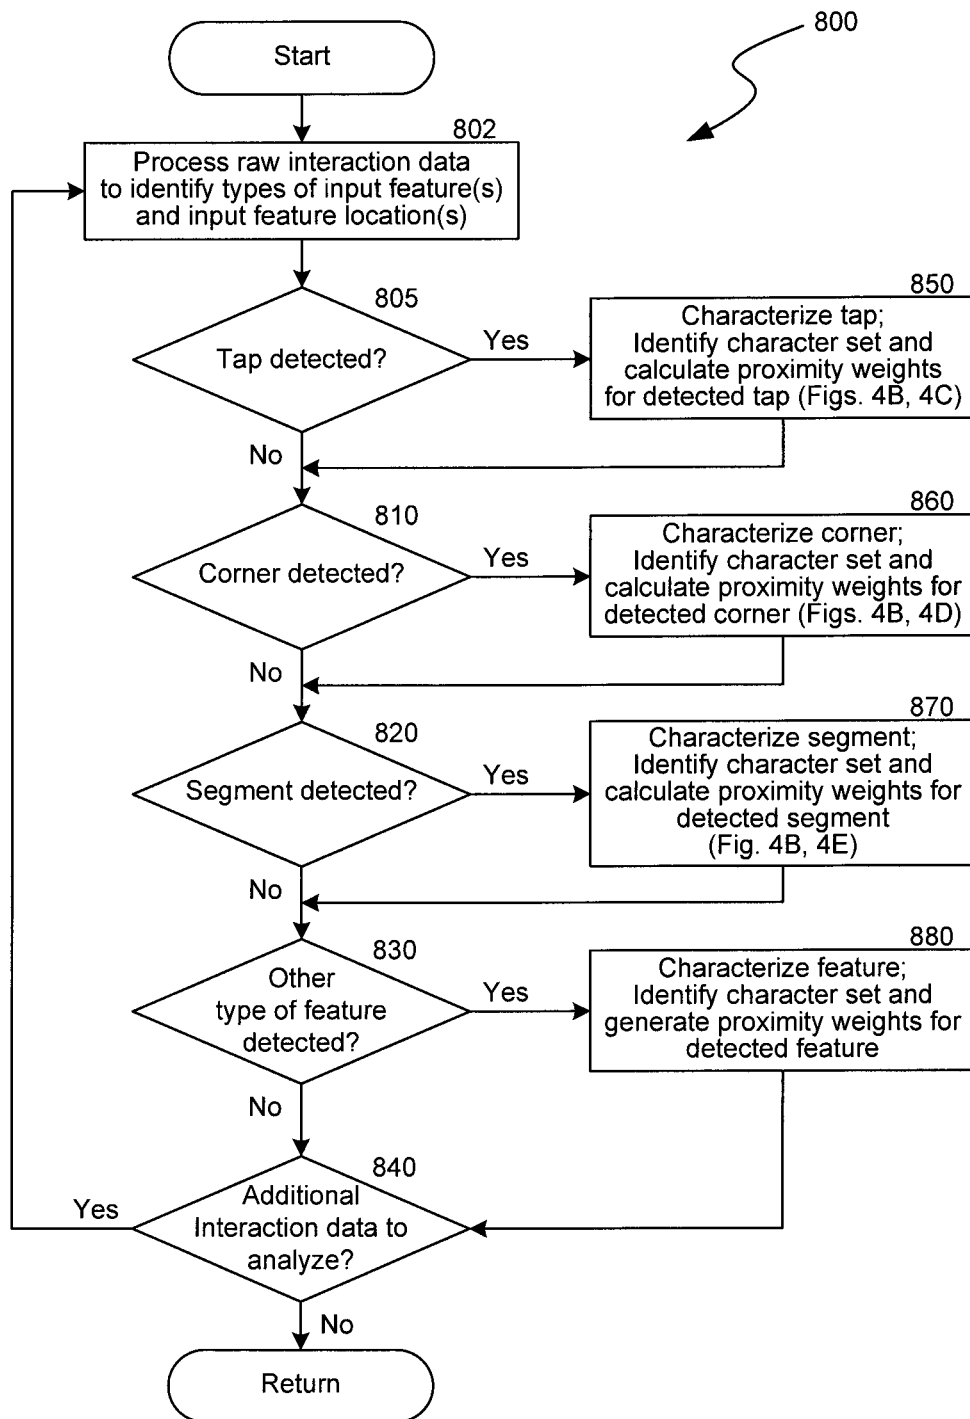 800
Start
802
Process raw interaction data
to identify types of input feature(s)
and input feature location(s)
805
Tap detected?
Yes
850
Characterize tap;
Identify character set and
calculate proximity weights
for detected tap (Figs. 4B, 4C)
No
810
Corner detected?
Yes
860
Characterize corner;
Identify character set and
calculate proximity weights for
detected corner (Figs. 4B, 4D)
No
820
Segment detected?
Yes
870
Characterize segment;
Identify character set and
calculate proximity weights for
detected segment
(Fig. 4B, 4E)
No
830
Other
type of feature
detected?
Yes
880
Characterize feature;
Identify character set and
generate proximity weights for
detected feature
No
840
Additional
Interaction data to
analyze?
Yes
No
Return